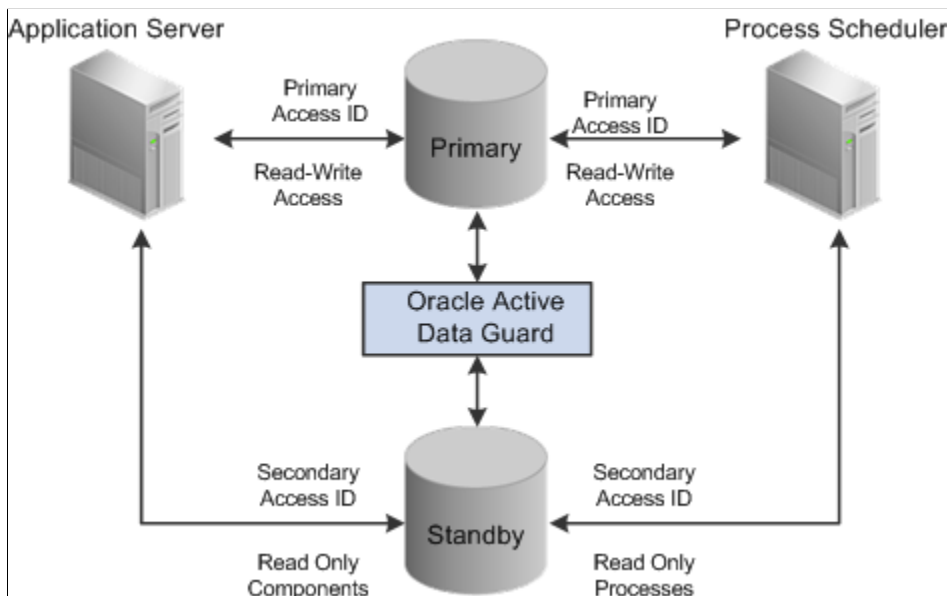 Application Server
Process Scheduler
Primary
Access ID
Read-Write
Access
Primary
Primary
Access ID
Read-Write
Access
Oracle Active
Data Guard
Secondary
Access ID
Read Only
Components
Standby
Secondary
Access ID
Read Only
Processes